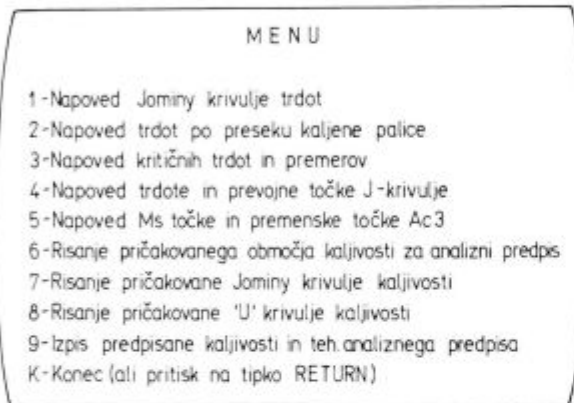 MENU
1-Napoved Jominy krivulje trdot
2-Napoved trdot po preseku kaljene palice
3-Napoved kritičnih trdot in premerov
4-Napoved trdote in prevojne točke J-krivulje
5-Napoved Ms točke in premenske točke Ac3
6-Risanje pričakovanega območja kaljivosti za analizni predpis
7-Risanje pričakovane Jominy krivulje kaljivosti
8-Risanje pričakovane 'U' krivulje kaljivosti
9-Izpis predpisane kaljivosti in teh. analiznega predpisa
K-Konec (ali pritisk na tipko RETURN)